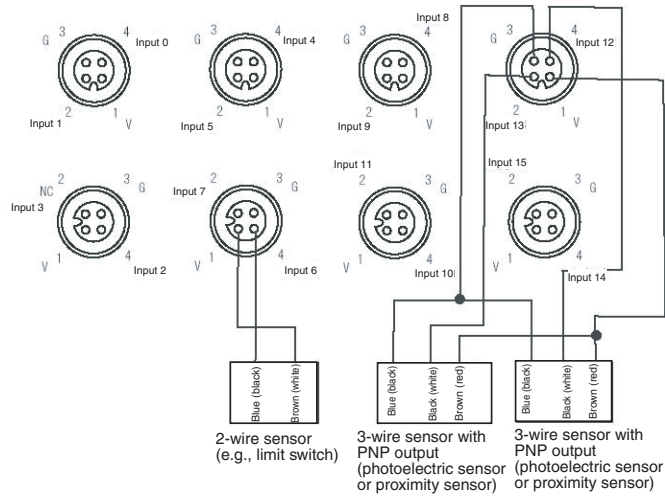 3 4 3 4 Input 8 3 4
G Input 0 G Input 4 G Input 12
2 1 2 1 2 1 2 1
Input 1 V Input 5 V Input 9 V Input 13: V
Input 11 Input 15
NC 2 3 G Input 7 2 3 G 2 3 G 2 3 G
Input 3
V 1 4 Input 2 V 1 4 Input 6 V 1 4 Input 10 V 1 4 Input 14
Blue (black)
Brown (white)
Blue (black)
Black (white)
Brown (red)
Blue (black)
Black (white)
Brown (red)
2-wire sensor
(e.g., limit switch)
3-wire sensor with
PNP output
(photoelectric sensor
or proximity sensor)
3-wire sensor with
PNP output
(photoelectric sensor
or proximity sensor)